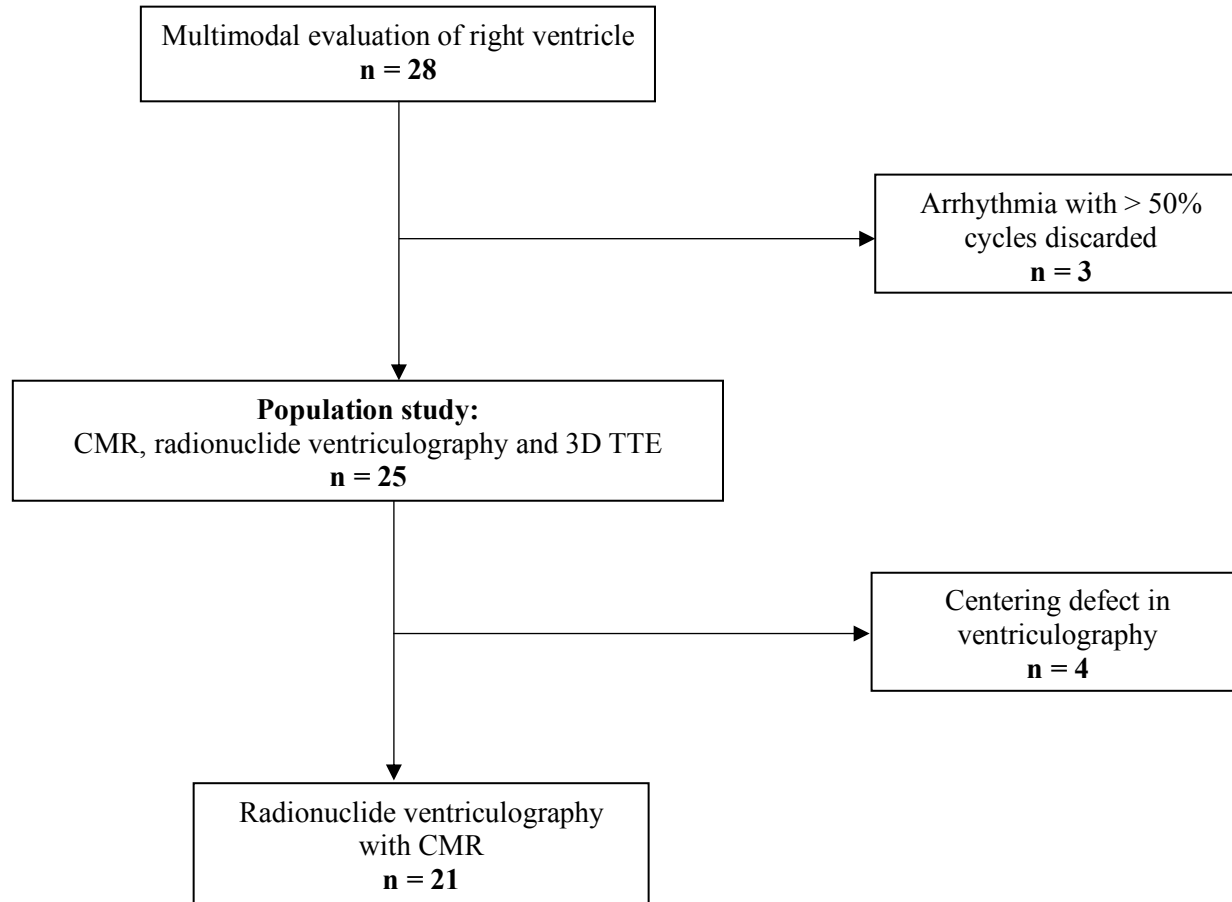 Multimodal evaluation of right ventricle
n = 28
Arrhythmia with > 50%
cycles discarded
n = 3
Population study:
CMR, radionuclide ventriculography and 3D TTE
n = 25
Centering defect in
ventriculography
n = 4
Radionuclide ventriculography
with CMR
n = 21